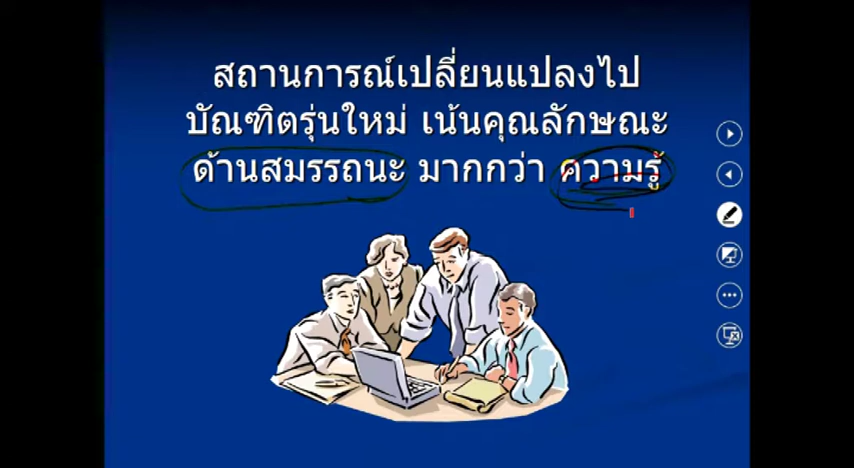 สถานการณ์เปลี่ยนแปลงไป
บัณฑิตรุ่นใหม่ เน้นคุณลักษณะ
ด้านสมรรถนะ มากกว่า ความรู้